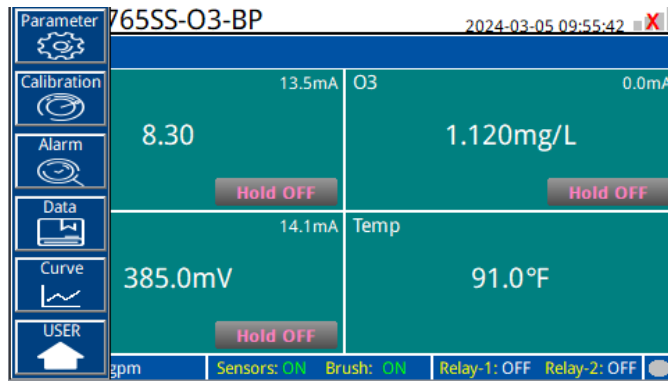 Parameter
765SS-O3-BP
2024-03-05 09:55:42
X
Calibration
Alarm
Data
Curve
USER
13.5mA
8.30
Hold OFF
O3
0.0mA
1.120mg/L
Hold OFF
14.1mA
385.0mV
Hold OFF
Temp
91.0°F
gpm
Sensors: ON Brush: ON
Relay-1: OFF Relay-2: OFF